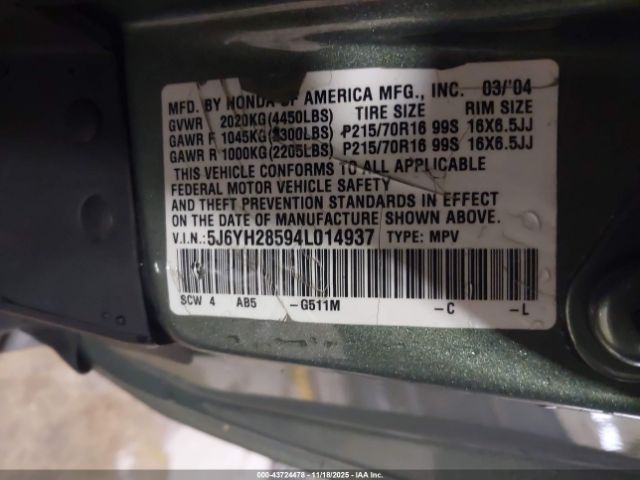 MFD. BY HONDA OF AMERICA MFG., INC. 03/'04
GVWR 2020KG(4450LBS) TIRE SIZE RIM SIZE
GAWR F 1045KG(2300LBS) P215/70R16 99S 16X6.5JJ
GAWR R 1000KG(2205LBS) P215/70R16 99S 16X6.5JJ
THIS VEHICLE CONFORMS TO ALL APPLICABLE
FEDERAL MOTOR VEHICLE SAFETY
AND THEFT PREVENTION STANDARDS IN EFFECT
ON THE DATE OF MANUFACTURE SHOWN ABOVE.
V.I.N.:5J6YH28594L014937 TYPE: MPV
SCW 4 AB5 -G511M -C -L
000-43724478 - 11/18/2025 - IAA Inc.